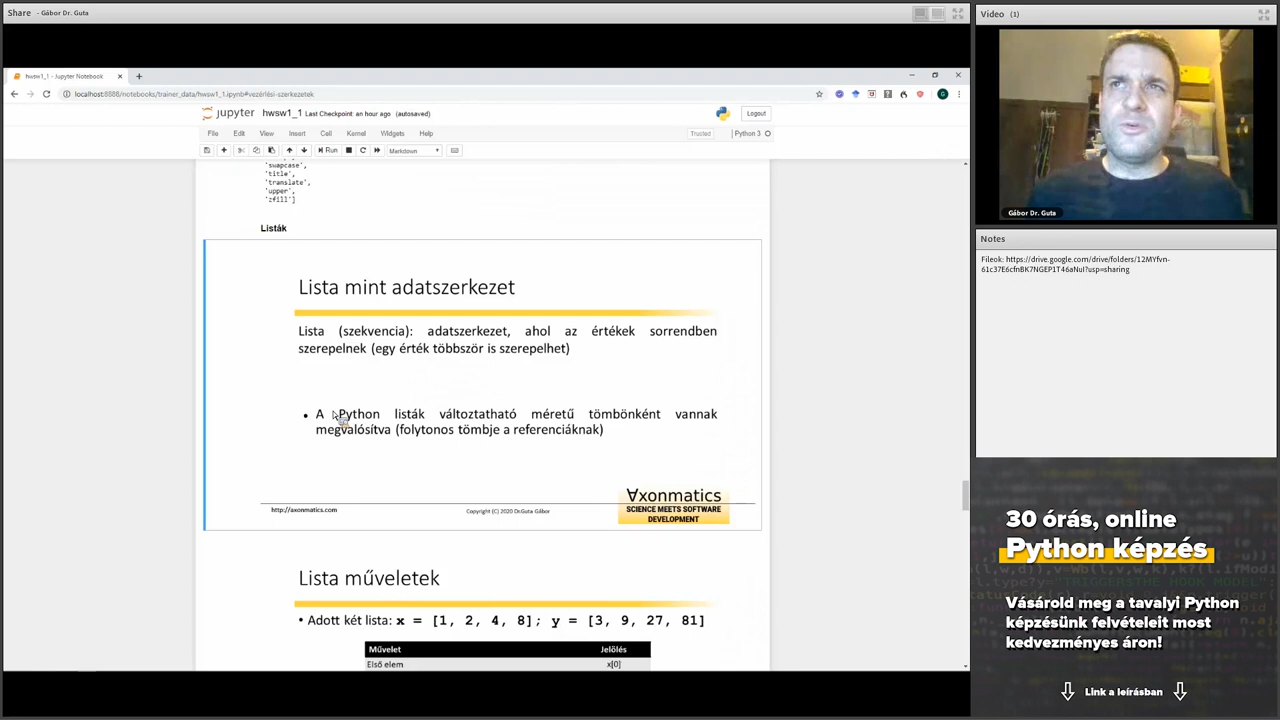 Share - Gábor Dr. Guta
hwsw1_1 - Jupyter Notebook
localhost:8888/notebooks/trainer_data/hwsw1_1.ipynb#vezérlési-szerkezetek
jupyter hwsw1_1 Last Checkpoint: an hour ago (autosaved)
Logout
File Edit View Insert Cell Kernel Widgets Help
Trusted Python 3
Run Markdown
'swapcase',
'title',
'translate',
'upper',
'zfill']
Listák
Lista mint adatszerkezet
Lista (szekvencia): adatszerkezet, ahol az értékek sorrendben
szerepelnek (egy érték többször is szerepelhet)
• A Python listák változtatható méretű tömbönként vannak
megvalósítva (folytonos tömbje a referenciáknak)
http://axonmatics.com
Copyright (C) 2020 Dr.Guta Gábor
∀xonmatics
SCIENCE MEETS SOFTWARE
DEVELOPMENT
Lista műveletek
• Adott két lista: x = [1, 2, 4, 8]; y = [3, 9, 27, 81]
Művelet Jelölés
Első elem x[0]
Video (1)
Gábor Dr. Guta
Notes
Fileok: https://drive.google.com/drive/folders/12MYfvn-
61c37E6cfnBK7NGEP1T46aNuI?usp=sharing
30 órás, online
Python képzés
Vásárold meg a tavalyi Python
képzésünk felvételeit most
kedvezményes áron!
Link a leírásban